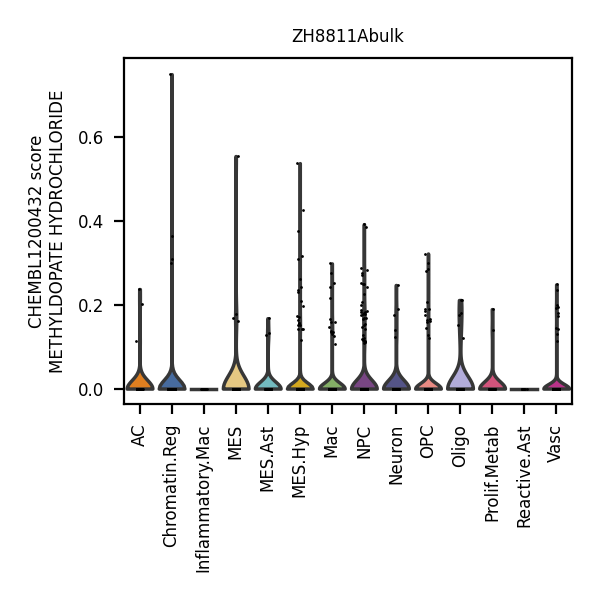 ZH8811Abulk
CHEMBL1200432 score
METHYLDOPATE HYDROCHLORIDE
0.6
0.4
0.2
0.0
AC
Chromatin.Reg
Inflammatory.Mac
MES
MES.Ast
MES.Hyp
Mac
NPC
Neuron
OPC
Oligo
Prolif.Metab
Reactive.Ast
Vasc